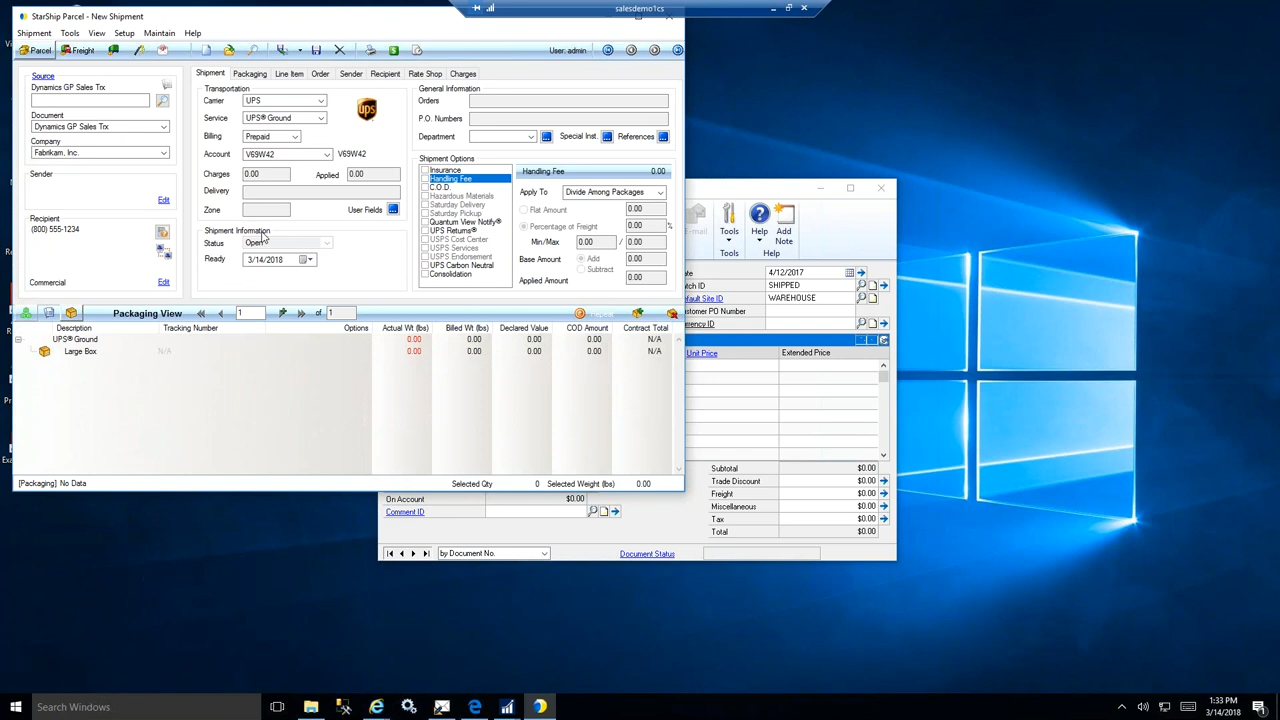 salesdemo1cs
StarShip Parcel - New Shipment
Shipment Tools View Setup Maintain Help
Parcel Freight User: admin
Source
Dynamics GP Sales Trx
Document
Dynamics GP Sales Trx
Company
Fabrikam, Inc.
Sender
Edit
Recipient
(800) 555-1234
Commercial Edit
Shipment Packaging Line Item Order Sender Recipient Rate Shop Charges
Transportation
Carrier UPS
Service UPS® Ground
Billing Prepaid
Account V69W42 V69W42
Charges 0.00 Applied 0.00
Delivery
Zone User Fields
Shipment Information
Status Open
Ready 3/14/2018
General Information
Orders
P.O. Numbers
Department Special Inst. References
Shipment Options
Insurance
Handling Fee
C.O.D.
Hazardous Materials
Saturday Delivery
Saturday Pickup
Quantum View Notify®
UPS Returns®
USPS Cost Center
USPS Services
USPS Endorsement
UPS Carbon Neutral
Consolidation
Handling Fee 0.00
Apply To Divide Among Packages
Flat Amount 0.00
Percentage of Freight 0.00 %
Min/Max 0.00 / 0.00
Base Amount Add 0.00
Subtract
Applied Amount 0.00
Packaging View 1 of 1 Repeat
Description Tracking Number Options Actual Wt (lbs) Billed Wt (lbs) Declared Value COD Amount Contract Total
UPS® Ground 0.00 0.00 0.00 0.00 N/A
Large Box N/A 0.00 0.00 0.00 0.00 N/A
[Packaging] No Data Selected Qty 0 Selected Weight (lbs) 0.00
E-mail Tools Help Add Note
Tools Help
4/12/2017
SHIPPED
WAREHOUSE
Unit Price Extended Price
Subtotal $0.00
Trade Discount $0.00
Freight $0.00
Miscellaneous $0.00
Tax $0.00
Total $0.00
On Account $0.00
Comment ID
by Document No. Document Status
Search Windows
1:33 PM
3/14/2018